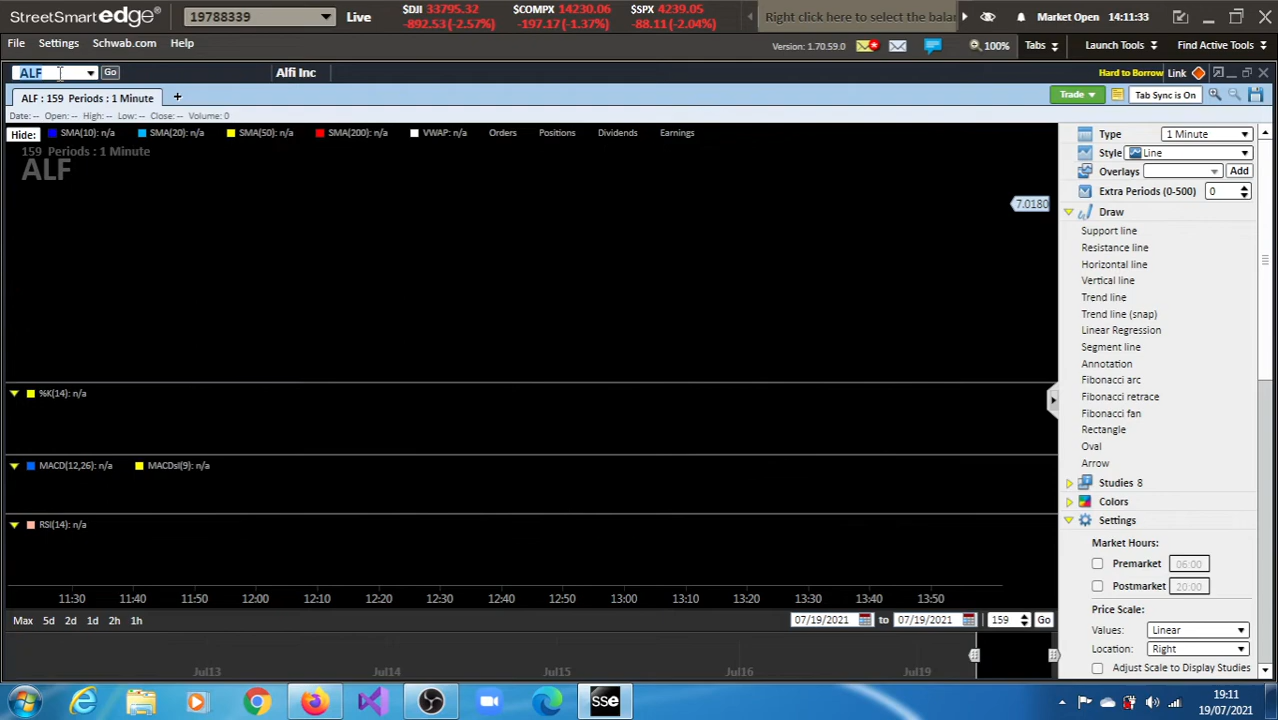 StreetSmart edge® 19788339 Live $DJI 33795.32 -892.53 (-2.57%) $COMPX 14230.06 -197.17 (-1.37%) $SPX 4239.05 -88.11 (-2.04%) Right click here to select the bala Market Open 14:11:33
File Settings Schwab.com Help Version: 1.70.59.0 100% Tabs Launch Tools Find Active Tools
ALF Go Alfi Inc Hard to Borrow Link
ALF : 159 Periods : 1 Minute + Trade Tab Sync is On
Date: -- Open: -- High: -- Low: -- Close: -- Volume: 0
Hide: SMA(10): n/a SMA(20): n/a SMA(50): n/a SMA(200): n/a VWAP: n/a Orders Positions Dividends Earnings
159 Periods : 1 Minute
ALF
7.0180
%K(14): n/a
MACD(12,26): n/a MACDsl(9): n/a
RSI(14): n/a
11:30 11:40 11:50 12:00 12:10 12:20 12:30 12:40 12:50 13:00 13:10 13:20 13:30 13:40 13:50
Max 5d 2d 1d 2h 1h 07/19/2021 to 07/19/2021 159 Go
Jul13 Jul14 Jul15 Jul16 Jul19
Type 1 Minute
Style Line
Overlays Add
Extra Periods (0-500) 0
Draw
Support line
Resistance line
Horizontal line
Vertical line
Trend line
Trend line (snap)
Linear Regression
Segment line
Annotation
Fibonacci arc
Fibonacci retrace
Fibonacci fan
Rectangle
Oval
Arrow
Studies 8
Colors
Settings
Market Hours:
Premarket 06:00
Postmarket 20:00
Price Scale:
Values: Linear
Location: Right
Adjust Scale to Display Studies
sse 19:11
19/07/2021